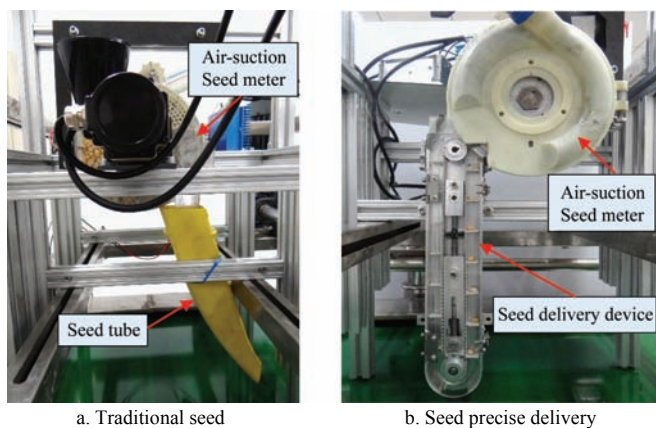 Air-suction
Seed meter
Seed tube
Air-suction
Seed meter
Seed delivery device
a. Traditional seed
b. Seed precise delivery